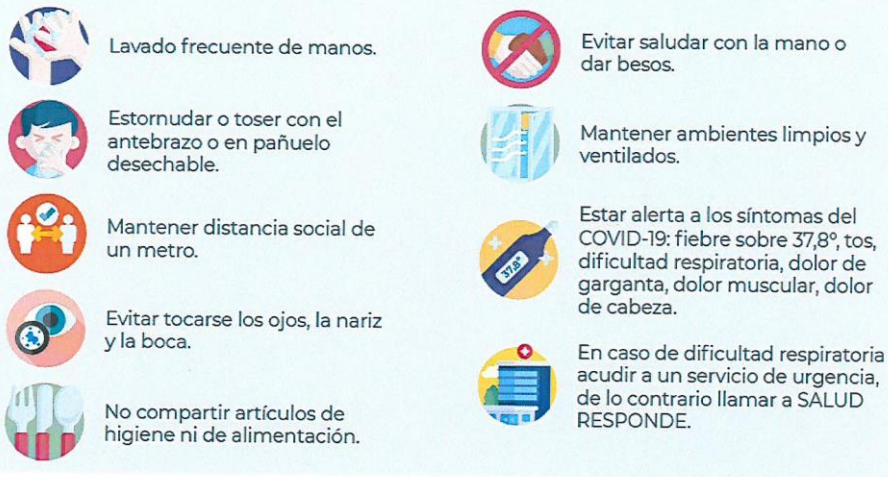 Lavado frecuente de manos.
Estornudar o toser con el
antebrazo o en pañuelo
desechable.
Mantener distancia social de
un metro.
Evitar tocarse los ojos, la nariz
y la boca.
No compartir artículos de
higiene ni de alimentación.
Evitar saludar con la mano o
dar besos.
Mantener ambientes limpios y
ventilados.
37,8°
Estar alerta a los síntomas del
COVID-19: fiebre sobre 37,8°, tos,
dificultad respiratoria, dolor de
garganta, dolor muscular, dolor
de cabeza.
En caso de dificultad respiratoria
acudir a un servicio de urgencia,
de lo contrario llamar a SALUD
RESPONDE.